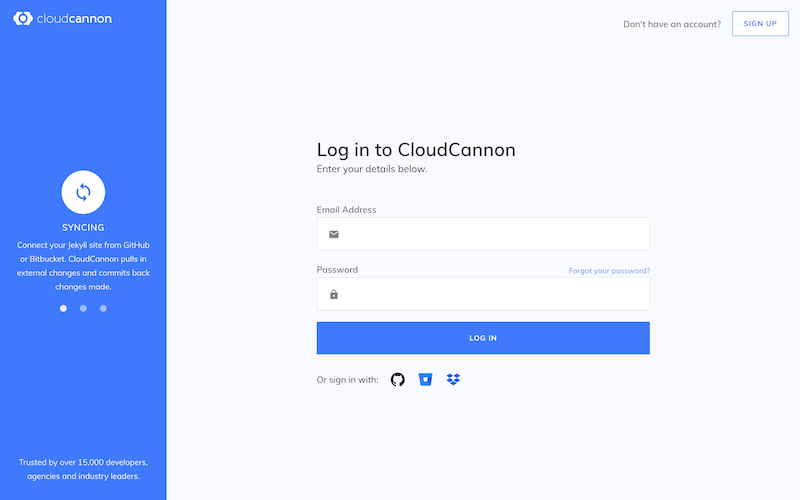 cloudcannon
Don't have an account?
SIGN UP
SYNCING
Connect your Jekyll site from GitHub
or Bitbucket. CloudCannon pulls in
external changes and commits back
changes made.
Trusted by over 15,000 developers,
agencies and industry leaders.
Log in to CloudCannon
Enter your details below.
Email Address
Password
Forgot your password?
LOG IN
Or sign in with: